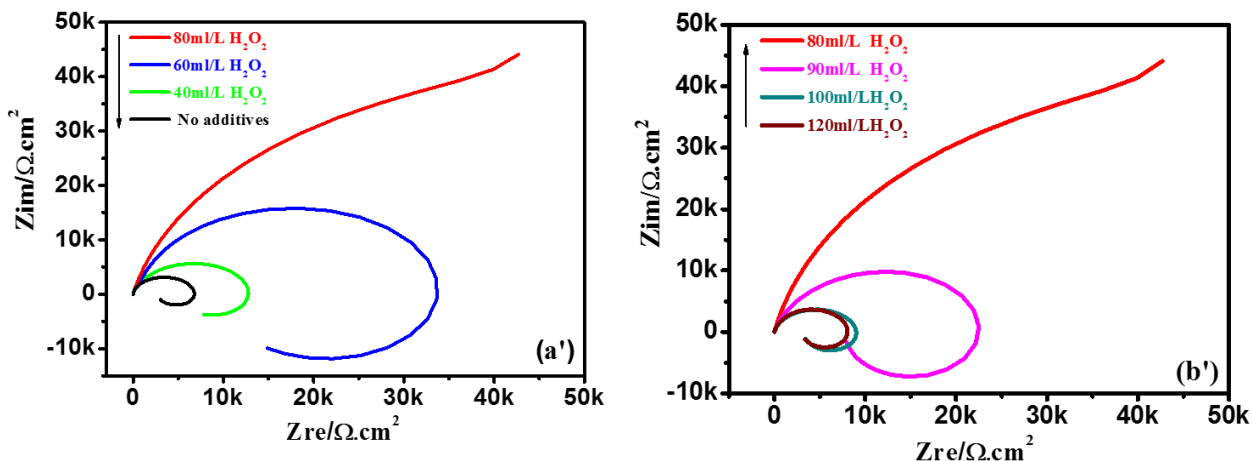 50k
40k
30k
20k
10k
0
-10k
Zim/Ω.cm²
80ml/L H₂O₂
60ml/L H₂O₂
40ml/L H₂O₂
No additives
(a')
0 10k 20k 30k 40k 50k
Zre/Ω.cm²
50k
40k
30k
20k
10k
0
-10k
Zim/Ω.cm²
80ml/L H₂O₂
90ml/L H₂O₂
100ml/LH₂O₂
120ml/LH₂O₂
(b')
0 10k 20k 30k 40k 50k
Zre/Ω.cm²